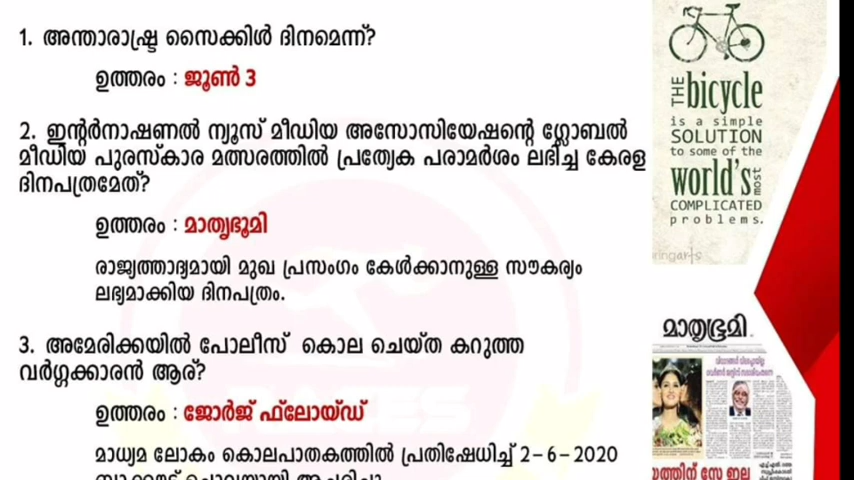 1. അന്താരാഷ്ട്ര സൈക്കിൾ ദിനമെന്ന്?
ഉത്തരം : ജൂൺ 3
2. ഇന്റർനാഷണൽ ന്യൂസ് മീഡിയ അസോസിയേഷന്റെ ഗ്ലോബൽ
മീഡിയ പുരസ്കാര മത്സരത്തിൽ പ്രത്യേക പരാമർശം ലഭിച്ച കേരള
ദിനപത്രമേത്?
ഉത്തരം : മാതൃഭൂമി
രാജ്യത്താദ്യമായി മുഖ പ്രസംഗം കേൾക്കാനുള്ള സൗകര്യം
ലഭ്യമാക്കിയ ദിനപത്രം.
3. അമേരിക്കയിൽ പോലീസ് കൊല ചെയ്ത കറുത്ത
വർഗ്ഗക്കാരൻ ആര്?
ഉത്തരം : ജോർജ് ഫ്ലോയ്ഡ്
മാധ്യമ ലോകം കൊലപാതകത്തിൽ പ്രതിഷേധിച്ച് 2-6-2020
THE bicycle
is a simple
SOLUTION
to some of the
world's most
COMPLICATED
problems.
മാതൃഭൂമി